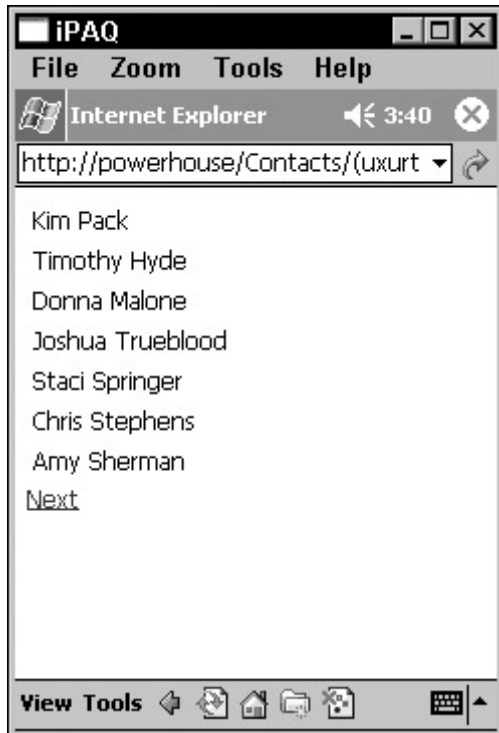 iPAQ
File Zoom Tools Help
Internet Explorer 3:40
http://powerhouse/Contacts/(uxurt
Kim Pack
Timothy Hyde
Donna Malone
Joshua Trueblood
Staci Springer
Chris Stephens
Amy Sherman
Next
View Tools